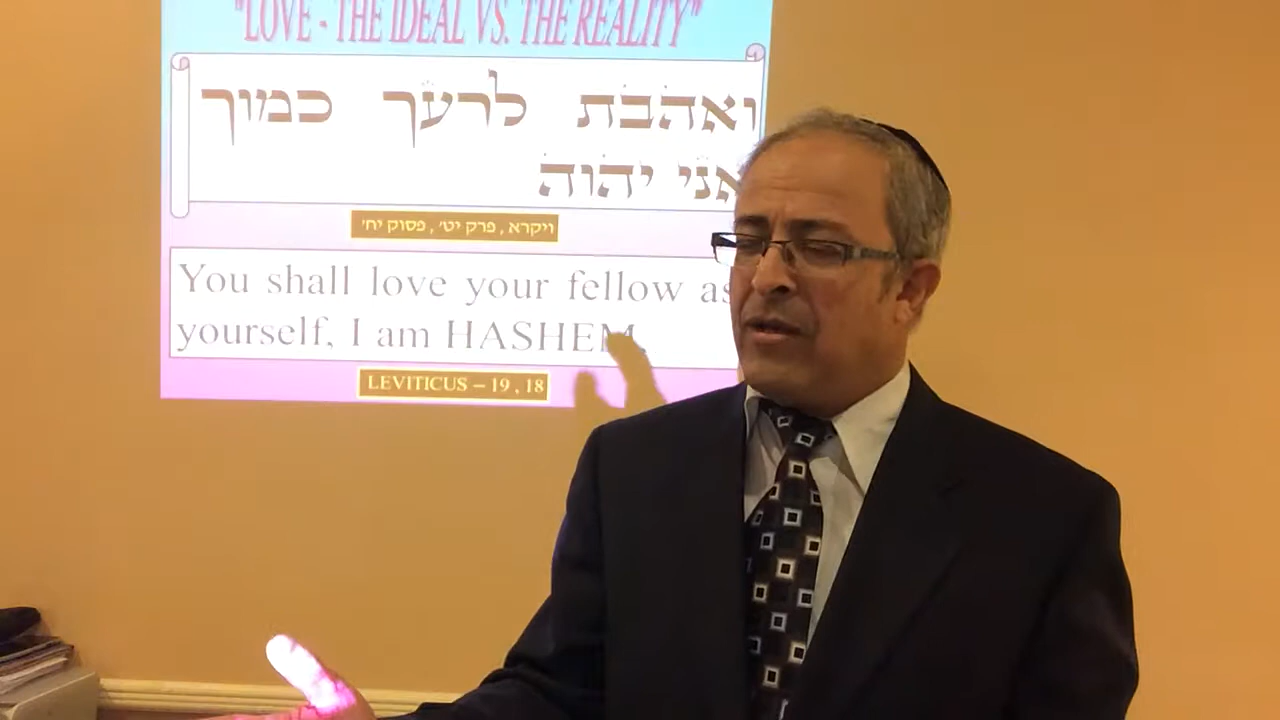 "LOVE - THE IDEAL VS. THE REALITY"
ואהבת לרעך כמוך
אני יהוה
ויקרא, פרק יט׳, פסוק יח׳
You shall love your fellow as
yourself, I am HASHEM.
LEVITICUS – 19, 18